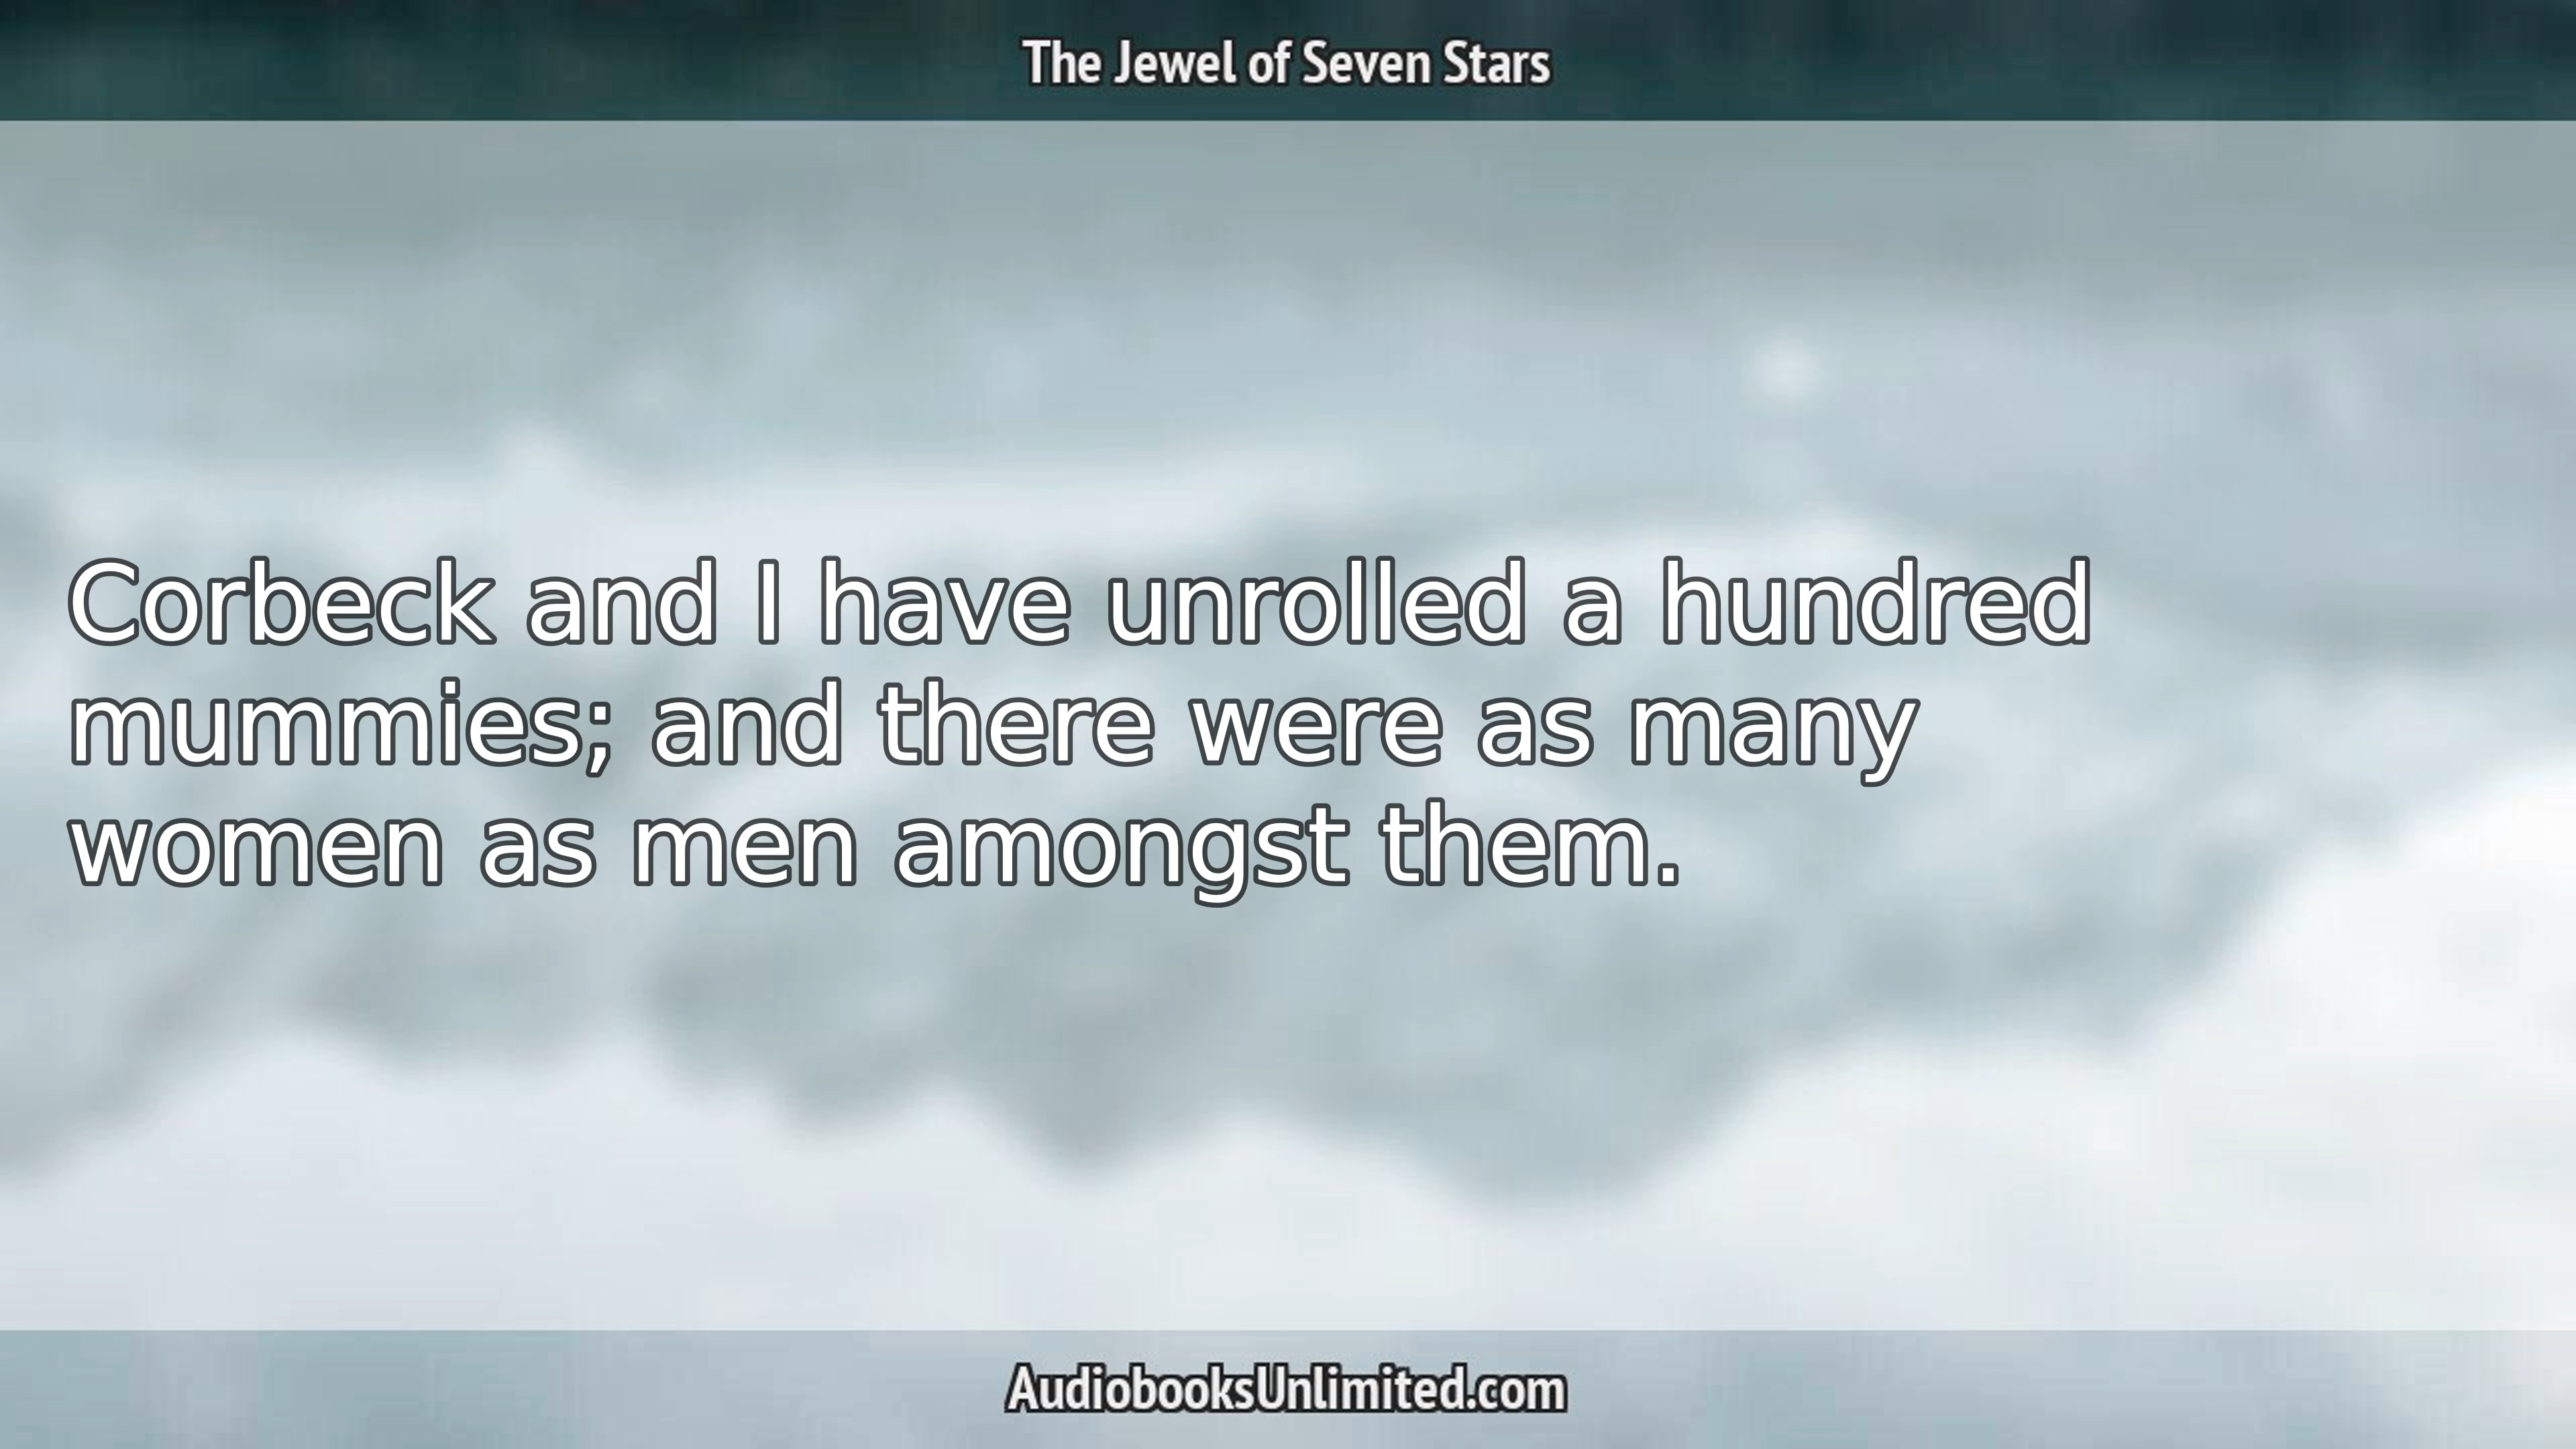 The Jewel of Seven Stars
Corbeck and I have unrolled a hundred
mummies; and there were as many
women as men amongst them.
AudiobooksUnlimited.com